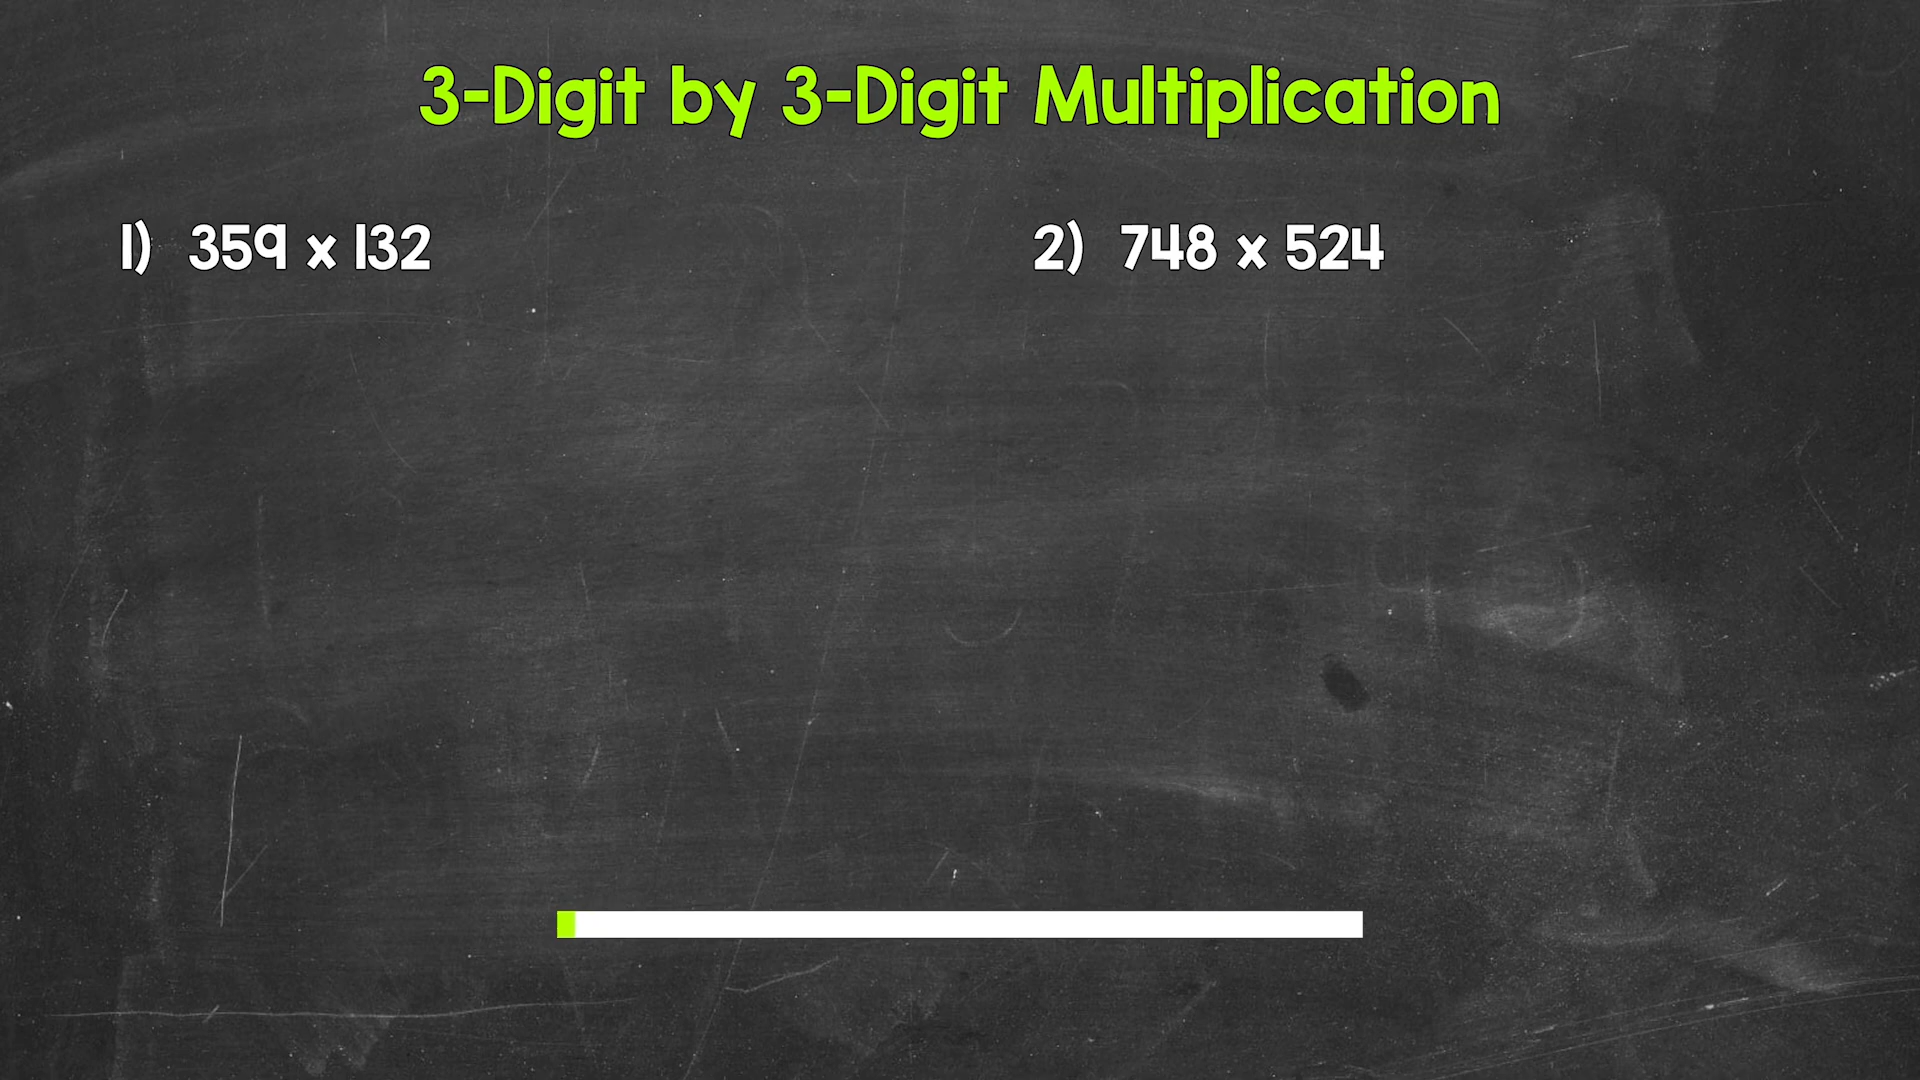 3-Digit by 3-Digit Multiplication
1) 359 x 132
2) 748 x 524